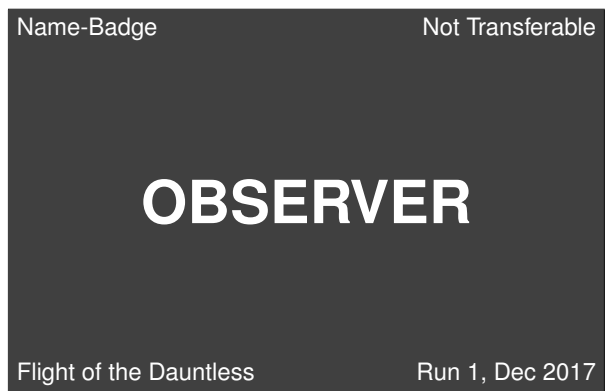 Name-Badge Not Transferable
OBSERVER
Flight of the Dauntless Run 1, Dec 2017